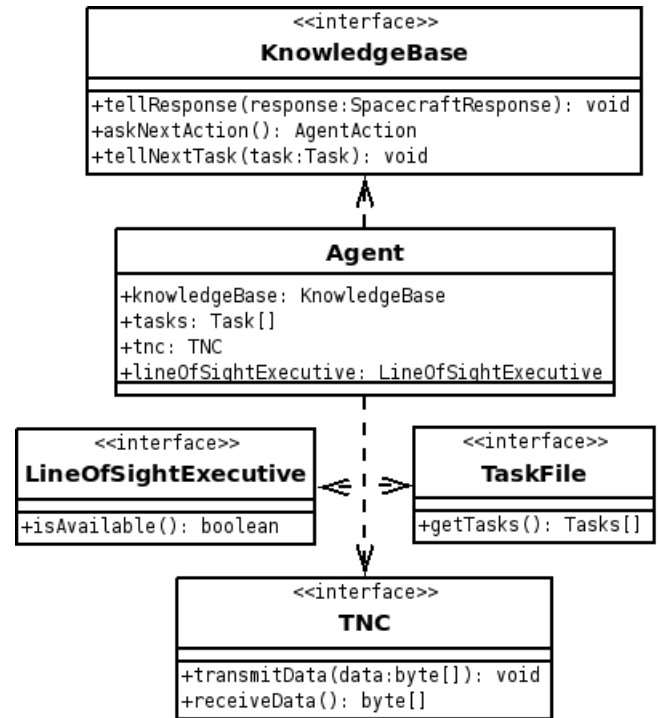 <<interface>>
KnowledgeBase
+tellResponse(response:SpacecraftResponse): void
+askNextAction(): AgentAction
+tellNextTask(task:Task): void
Agent
+knowledgeBase: KnowledgeBase
+tasks: Task[]
+tnc: TNC
+lineOfSightExecutive: LineOfSightExecutive
<<interface>>
LineOfSightExecutive
+isAvailable(): boolean
<<interface>>
TaskFile
+getTasks(): Tasks[]
<<interface>>
TNC
+transmitData(data:byte[]): void
+receiveData(): byte[]